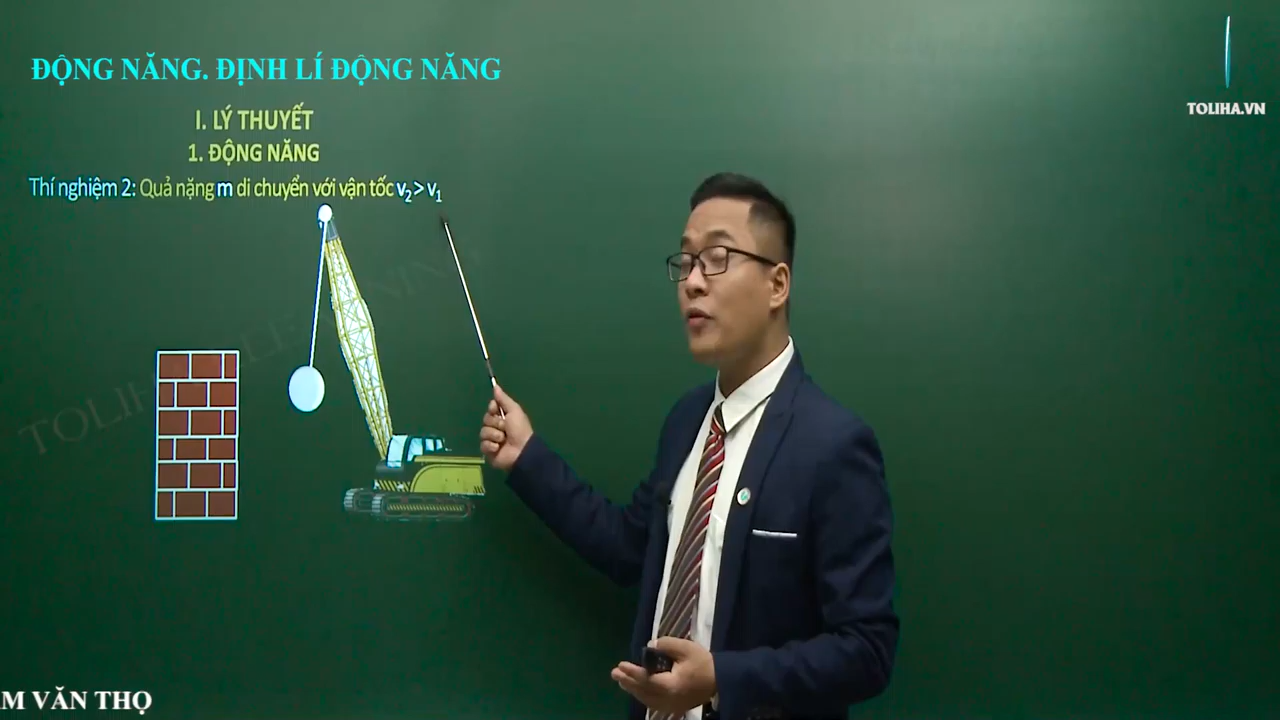 ĐỘNG NĂNG. ĐỊNH LÍ ĐỘNG NĂNG
TOLIHA.VN
I. LÝ THUYẾT
1. ĐỘNG NĂNG
Thí nghiệm 2: Quả nặng m di chuyển với vận tốc v₂ > v₁
M VĂN THỌ